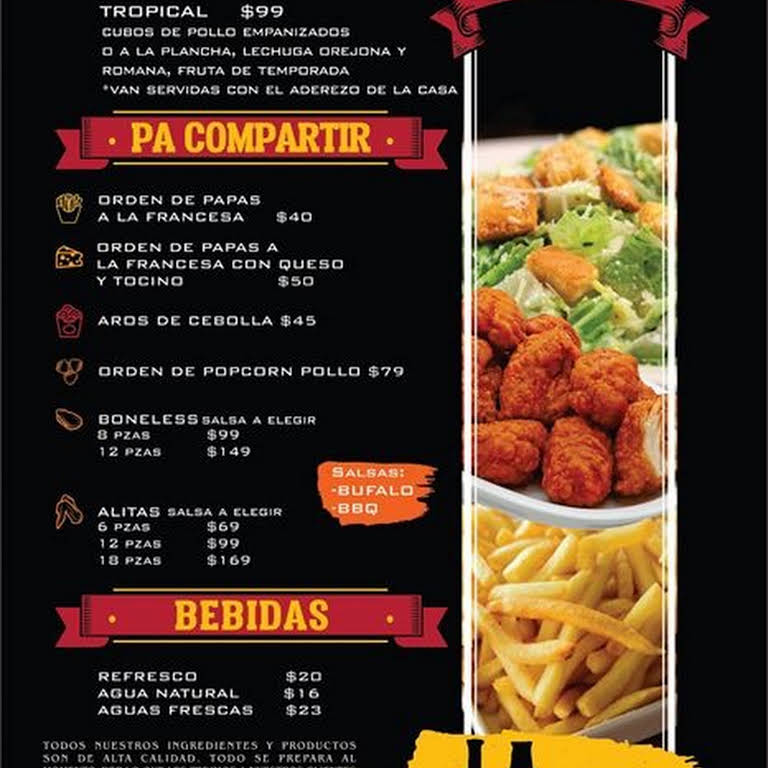 TROPICAL $99
CUBOS DE POLLO EMPANIZADOS
O A LA PLANCHA, LECHUGA OREJONA Y
ROMANA, FRUTA DE TEMPORADA
*VAN SERVIDAS CON EL ADEREZO DE LA CASA
PA COMPARTIR
ORDEN DE PAPAS
A LA FRANCESA $40
ORDEN DE PAPAS A
LA FRANCESA CON QUESO
Y TOCINO $50
AROS DE CEBOLLA $45
ORDEN DE POPCORN POLLO $79
BONELESS SALSA A ELEGIR
8 PZAS $99
12 PZAS $149
SALSAS:
-BUFALO
-BBQ
ALITAS SALSA A ELEGIR
6 PZAS $69
12 PZAS $99
18 PZAS $169
BEBIDAS
REFRESCO $20
AGUA NATURAL $16
AGUAS FRESCAS $23
TODOS NUESTROS INGREDIENTES Y PRODUCTOS
SON DE ALTA CALIDAD, TODO SE PREPARA AL